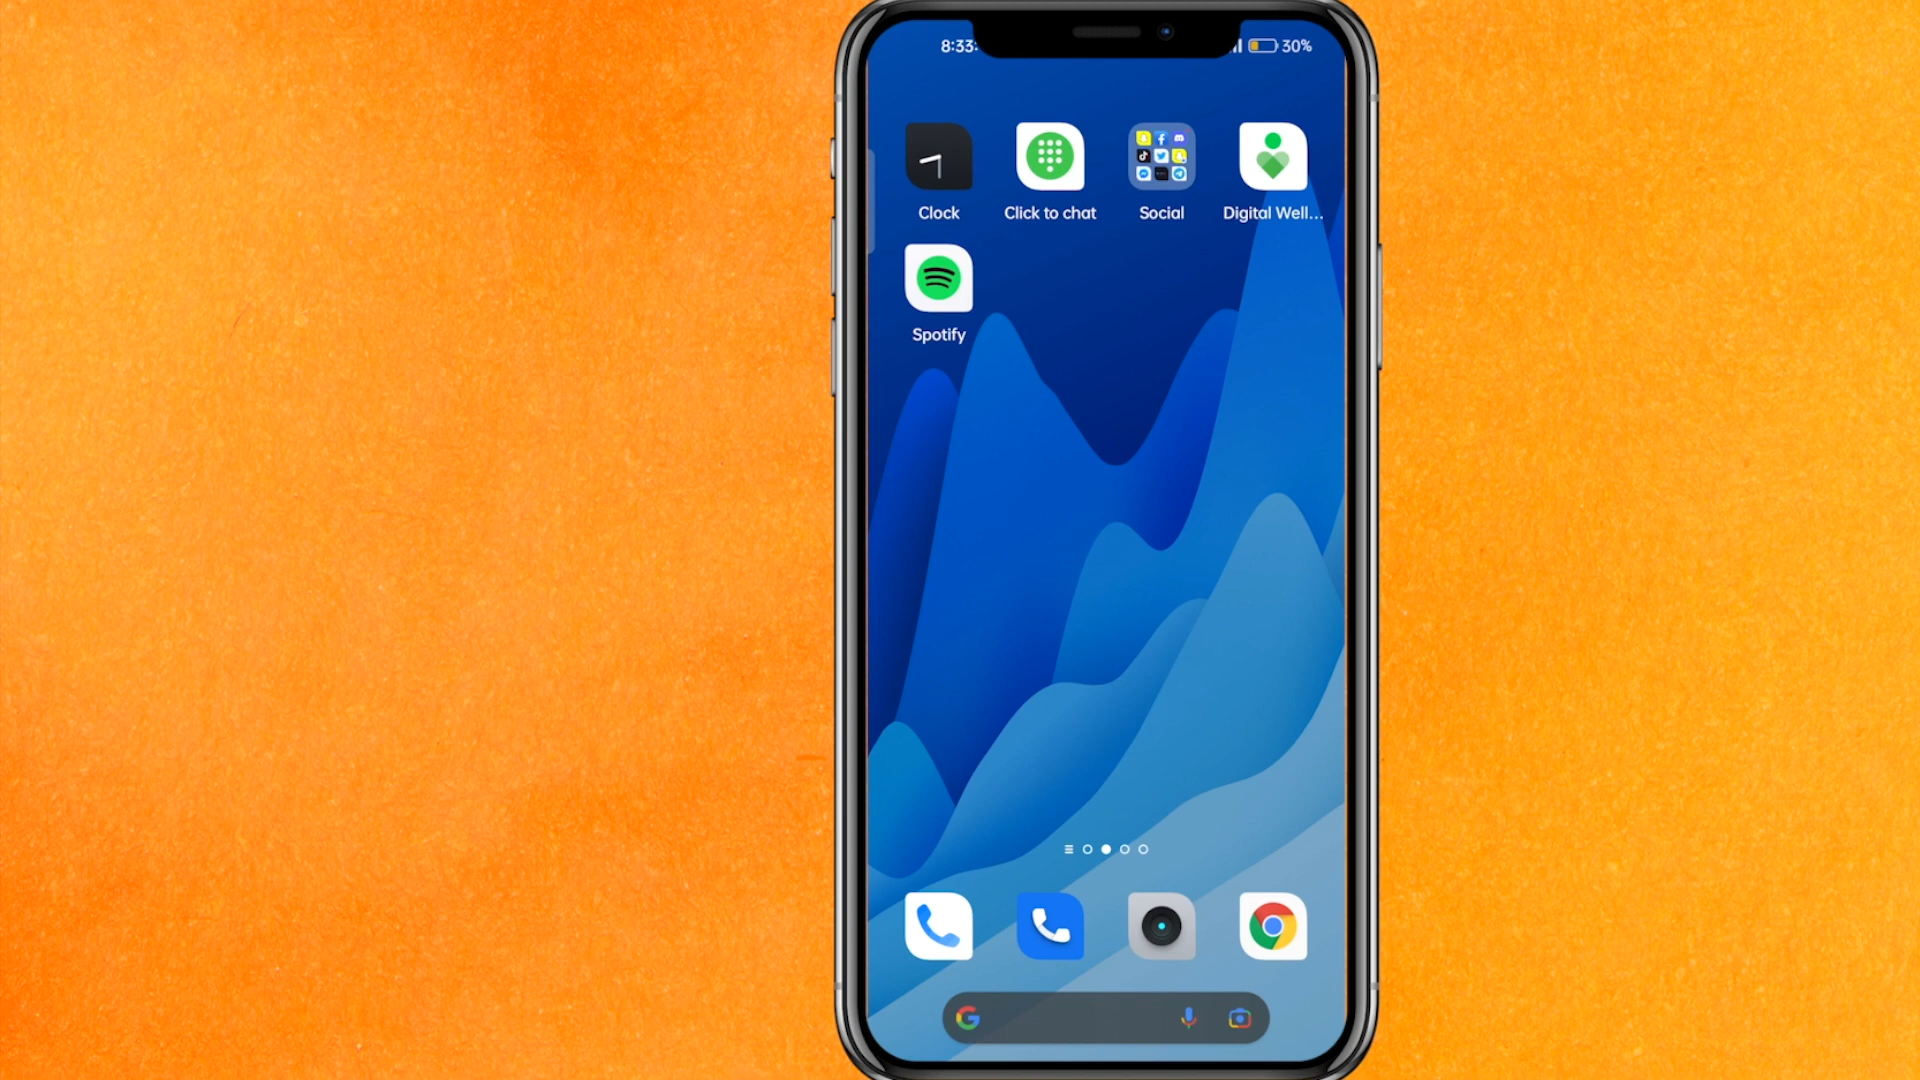 8:33
30%
Clock
Click to chat
Social
Digital Well...
Spotify